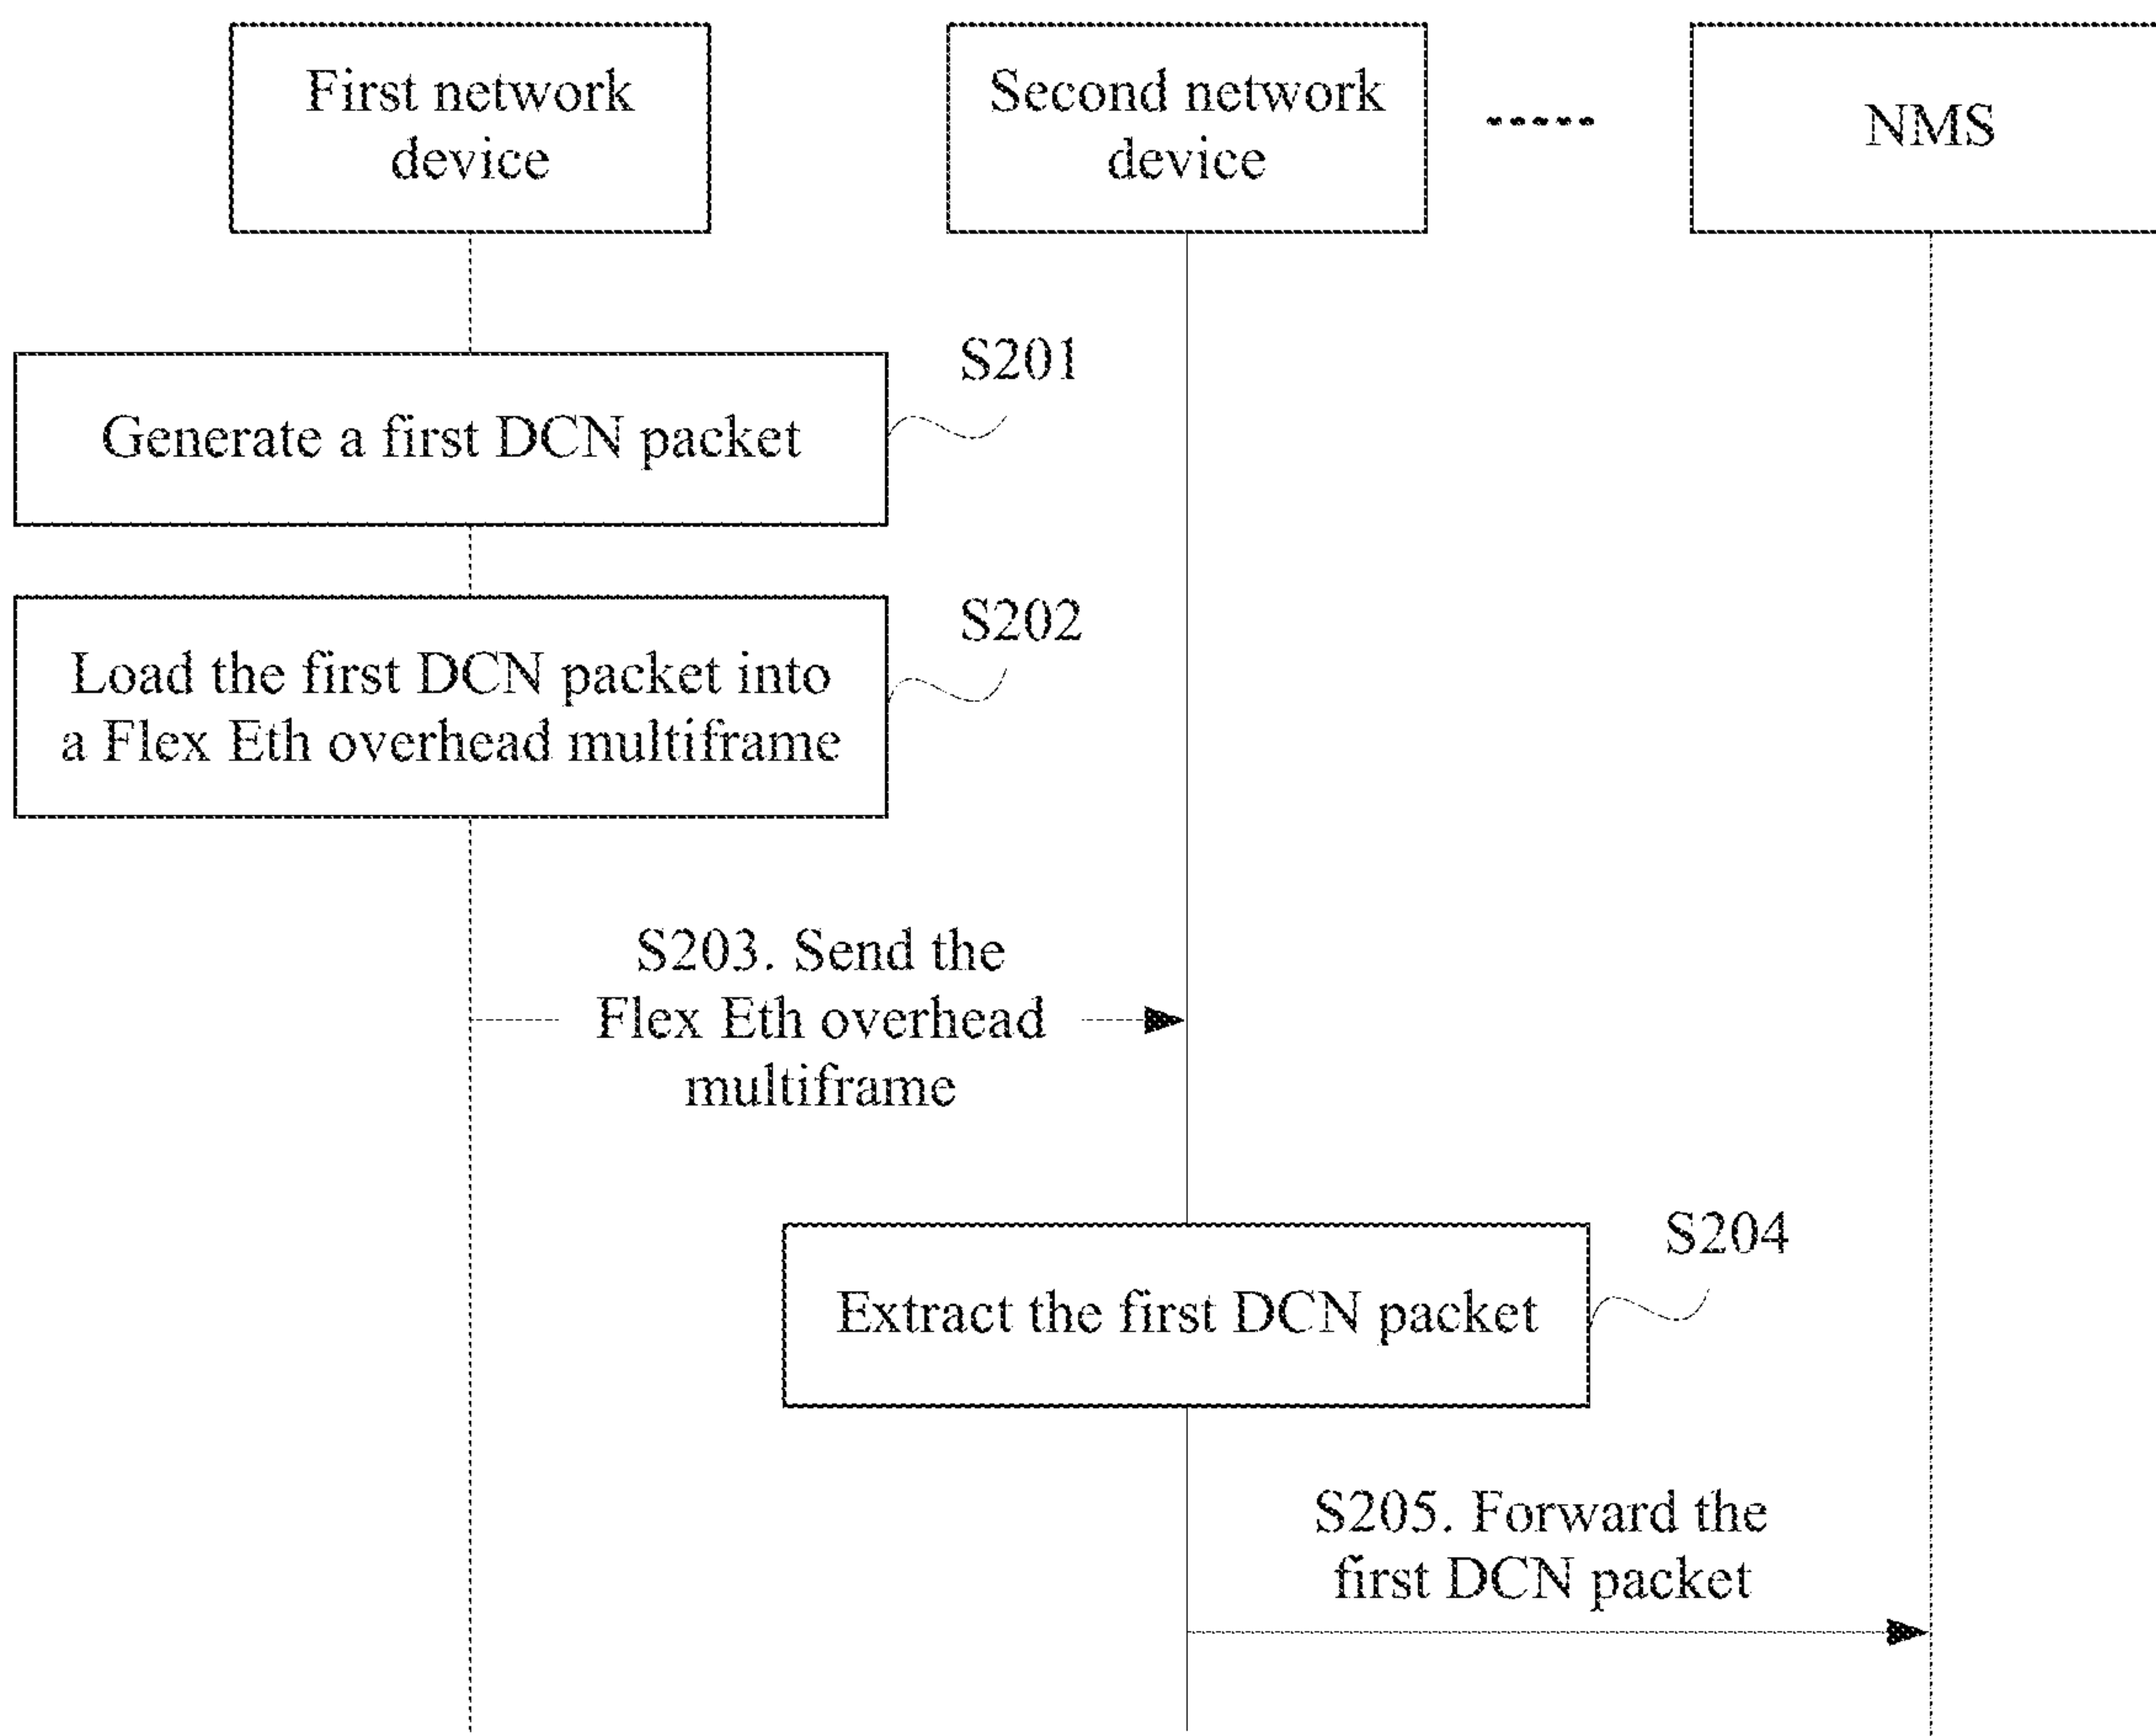 First network
device
Second network
device
NMS
S201
Generate a first DCN packet
S202
Load the first DCN packet into
a Flex Eth overhead multiframe
S203. Send the
Flex Eth overhead
multiframe
S204
Extract the first DCN packet
S205. Forward the
first DCN packet